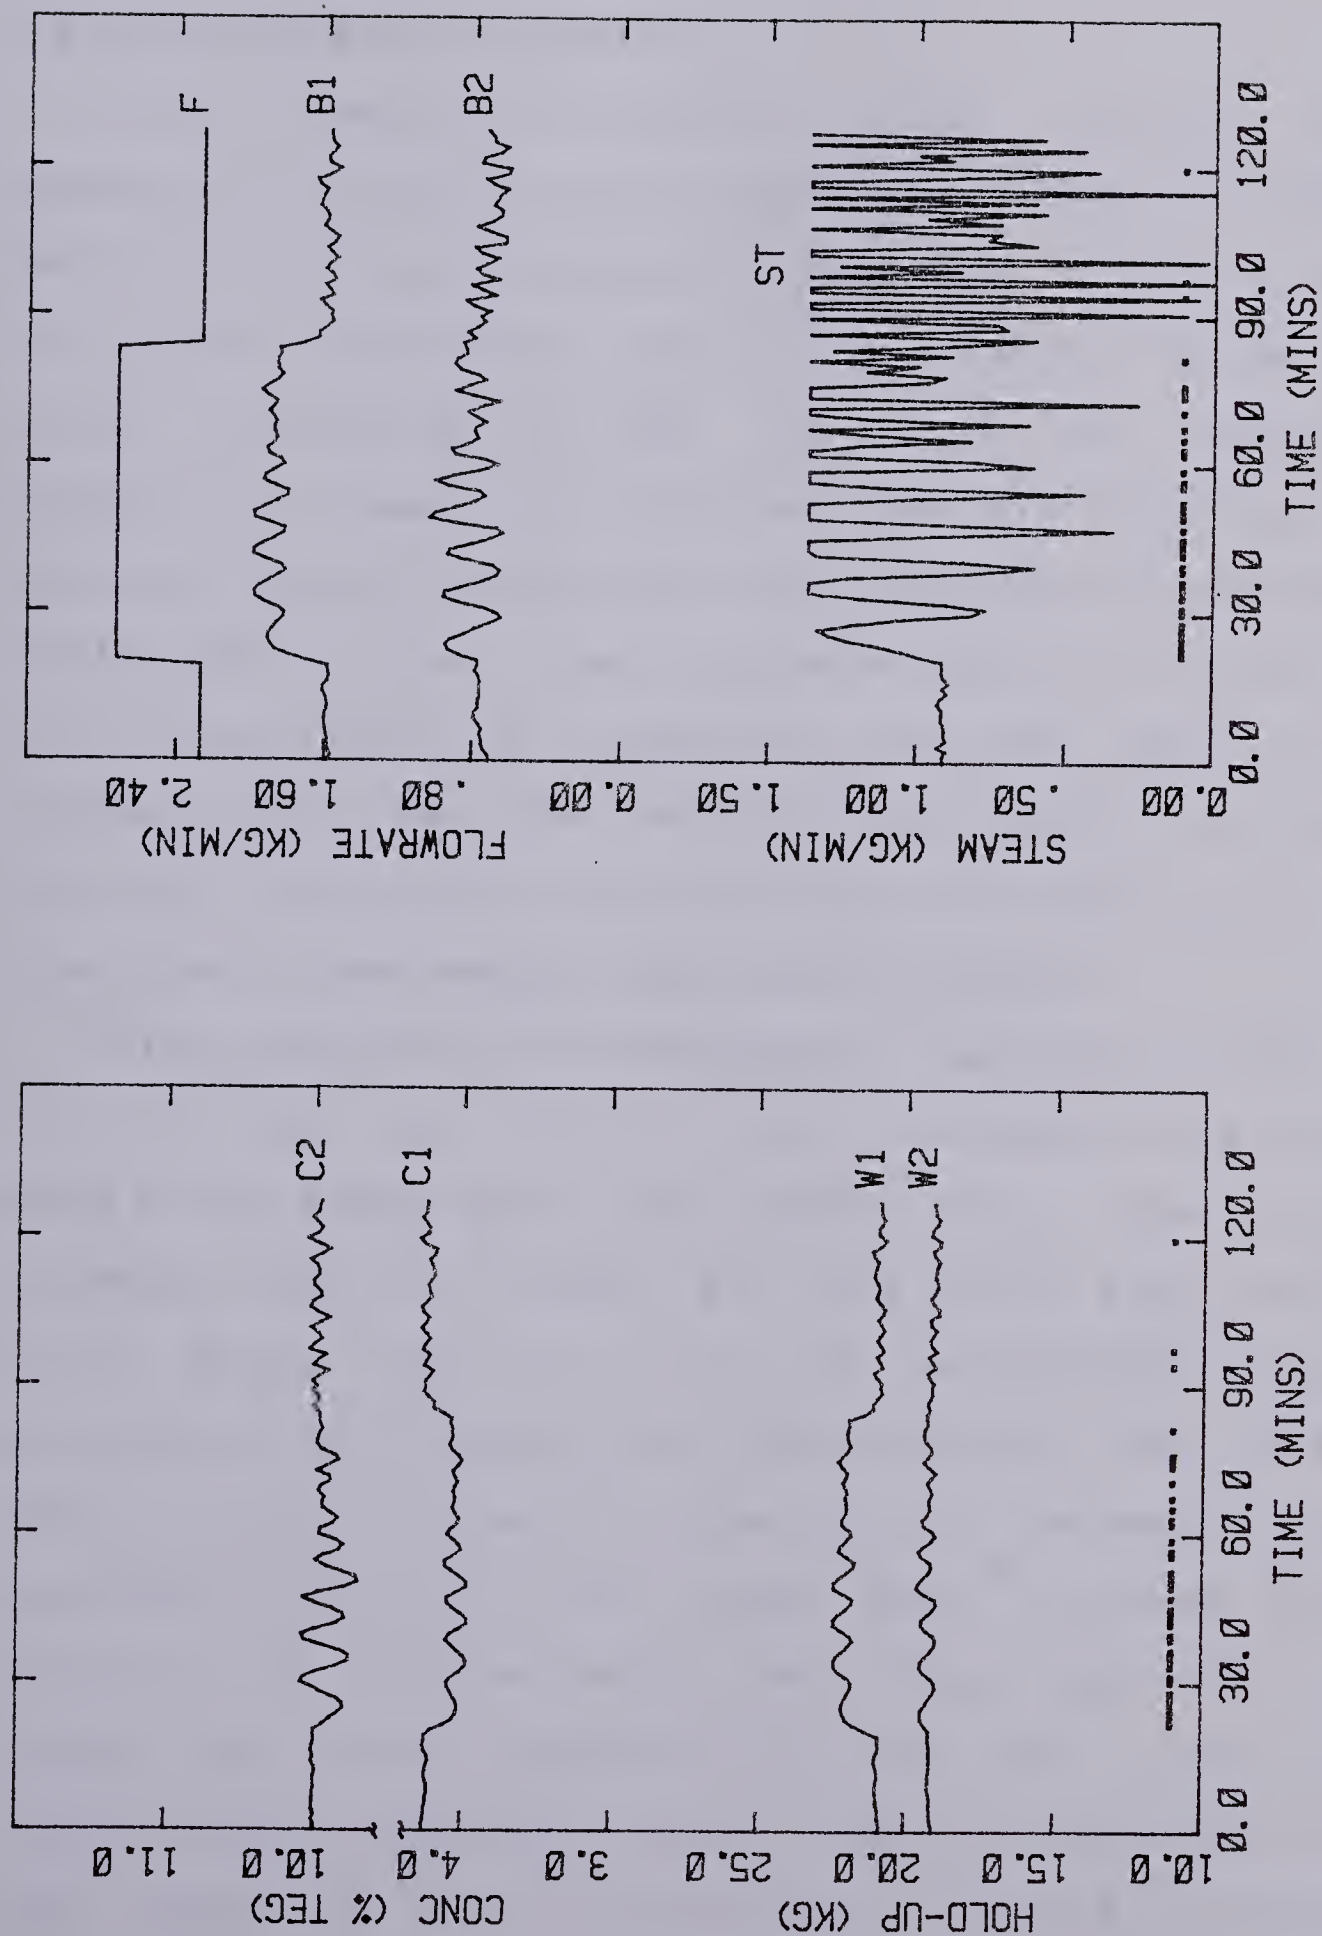 CONC (% TEG)
11.0
10.0
4.0
3.0
HOLD-UP (KG)
25.0
20.0
15.0
10.0
C2
C1
W1
W2
0.0 30.0 60.0 90.0 120.0
TIME (MINS)
FLOWRATE (KG/MIN)
2.40
1.60
.80
0.00
STEAM (KG/MIN)
1.50
1.00
.50
0.00
F
B1
B2
ST
0.0 30.0 60.0 90.0 120.0
TIME (MINS)